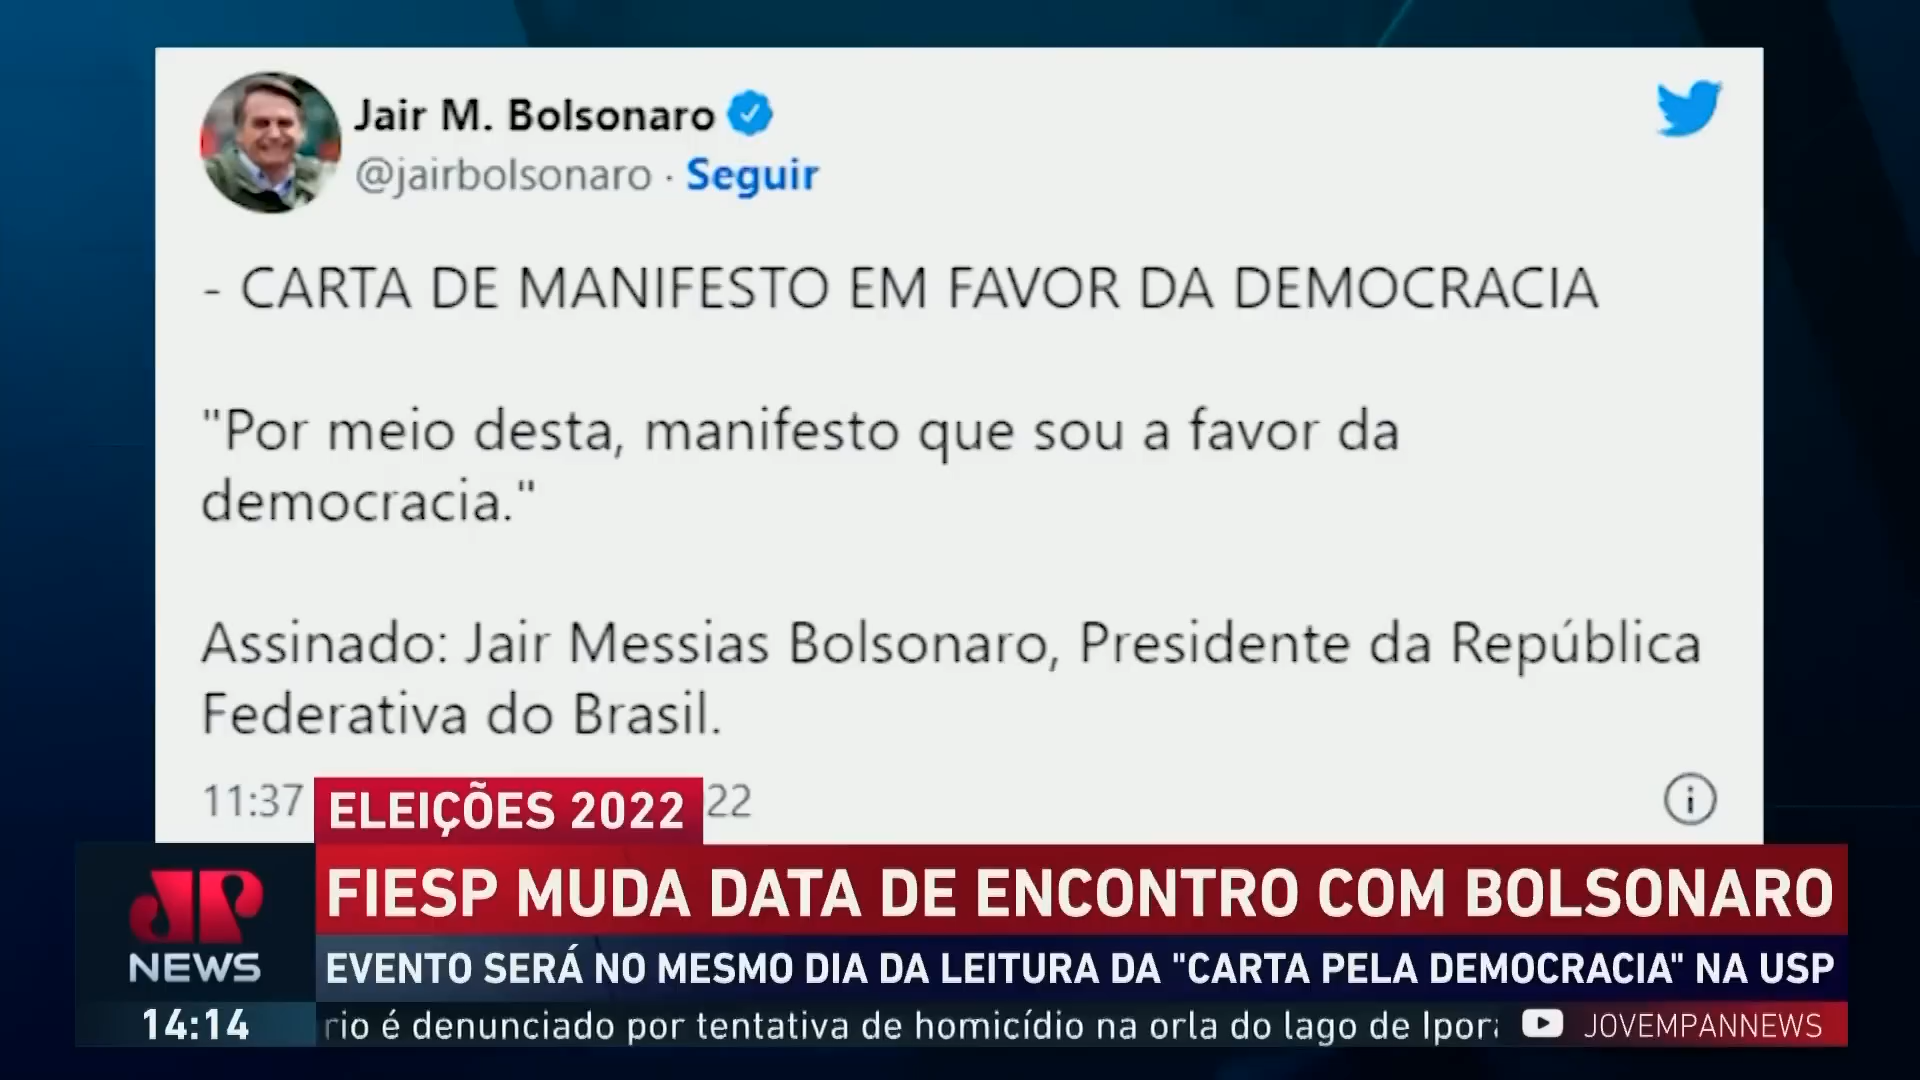 Jair M. Bolsonaro
@jairbolsonaro · Seguir
- CARTA DE MANIFESTO EM FAVOR DA DEMOCRACIA
"Por meio desta, manifesto que sou a favor da
democracia."
Assinado: Jair Messias Bolsonaro, Presidente da República
Federativa do Brasil.
11:37 22
ELEIÇÕES 2022
FIESP MUDA DATA DE ENCONTRO COM BOLSONARO
JP NEWS
EVENTO SERÁ NO MESMO DIA DA LEITURA DA "CARTA PELA DEMOCRACIA" NA USP
14:14
é denunciado por tentativa de homicídio na orla do lago de
JOVEMPANNEWS